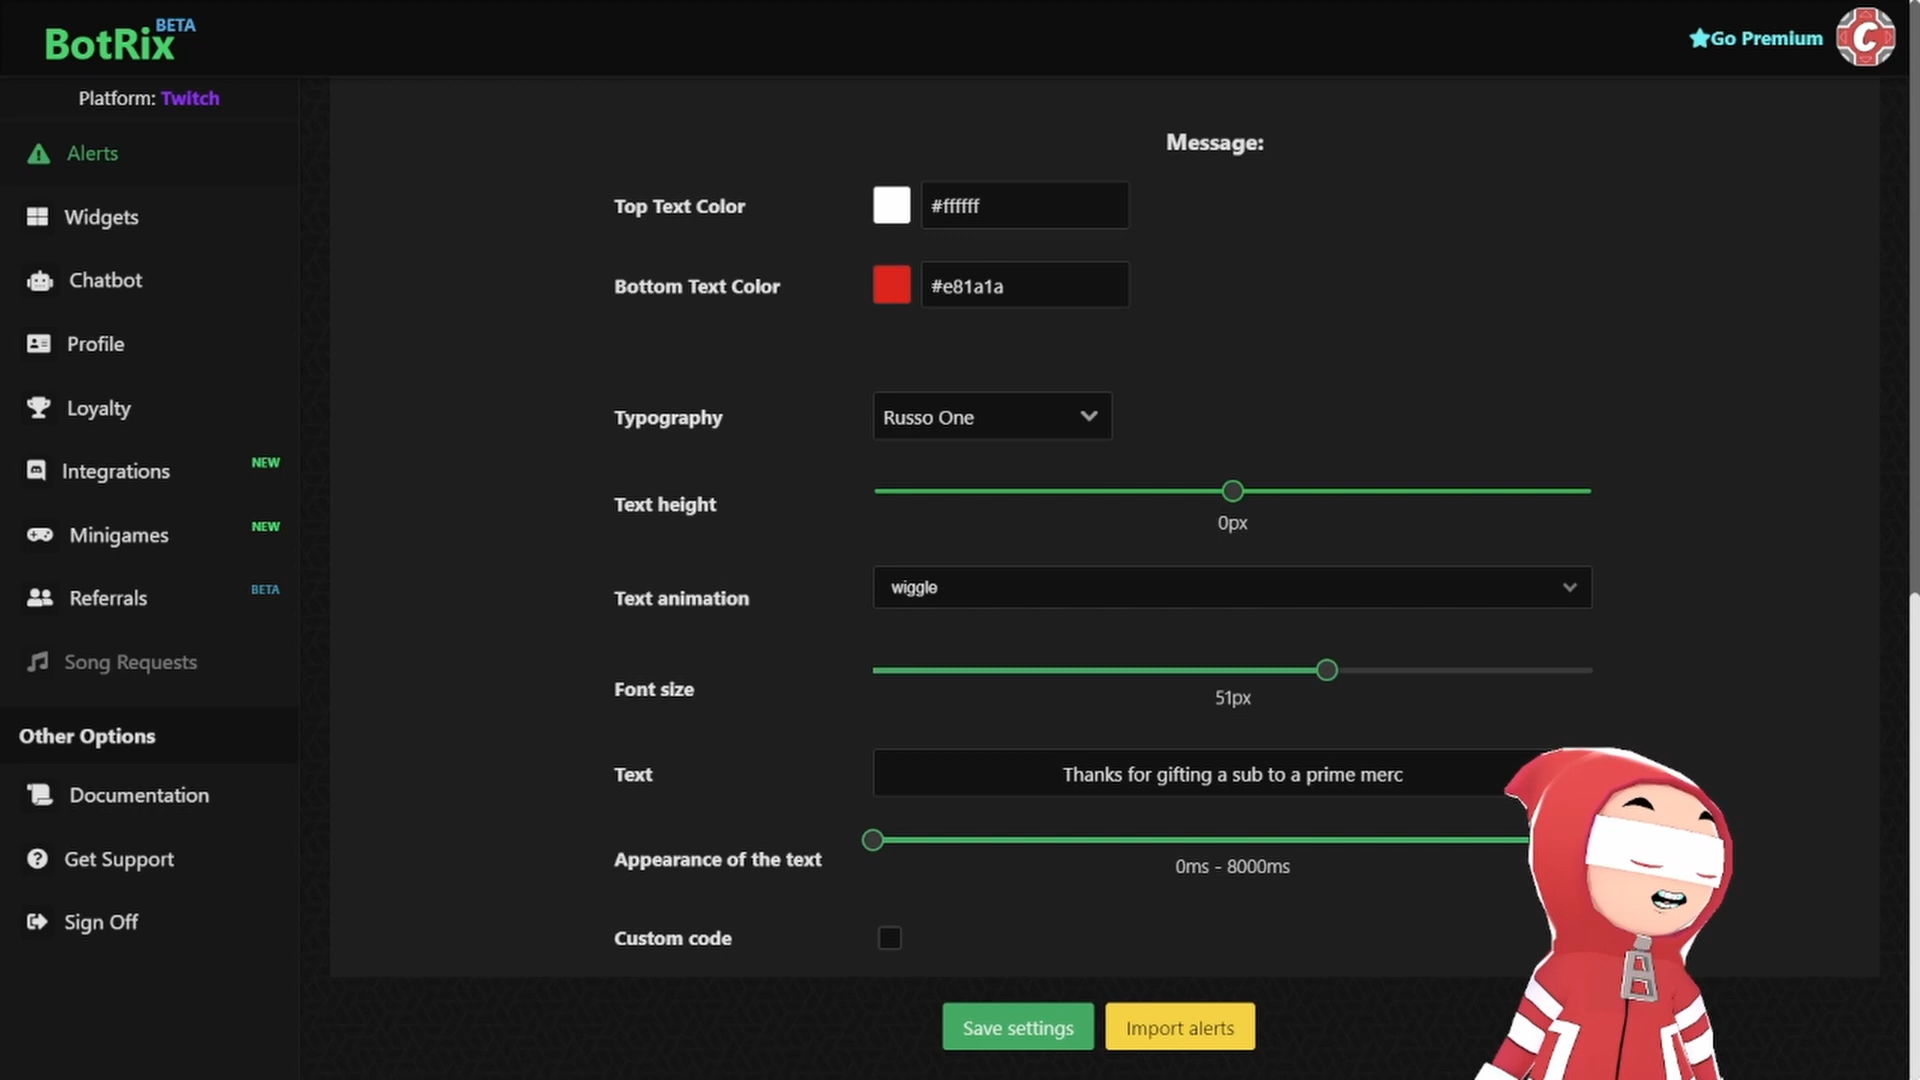 BotRix BETA
Go Premium
Platform: Twitch
Alerts
Widgets
Chatbot
Profile
Loyalty
Integrations NEW
Minigames NEW
Referrals BETA
Song Requests
Other Options
Documentation
Get Support
Sign Off
Message:
Top Text Color #ffffff
Bottom Text Color #e81a1a
Typography Russo One
Text height
0px
Text animation wiggle
Font size
51px
Text Thanks for gifting a sub to a prime merc
Appearance of the text
0ms - 8000ms
Custom code
Save settings Import alerts